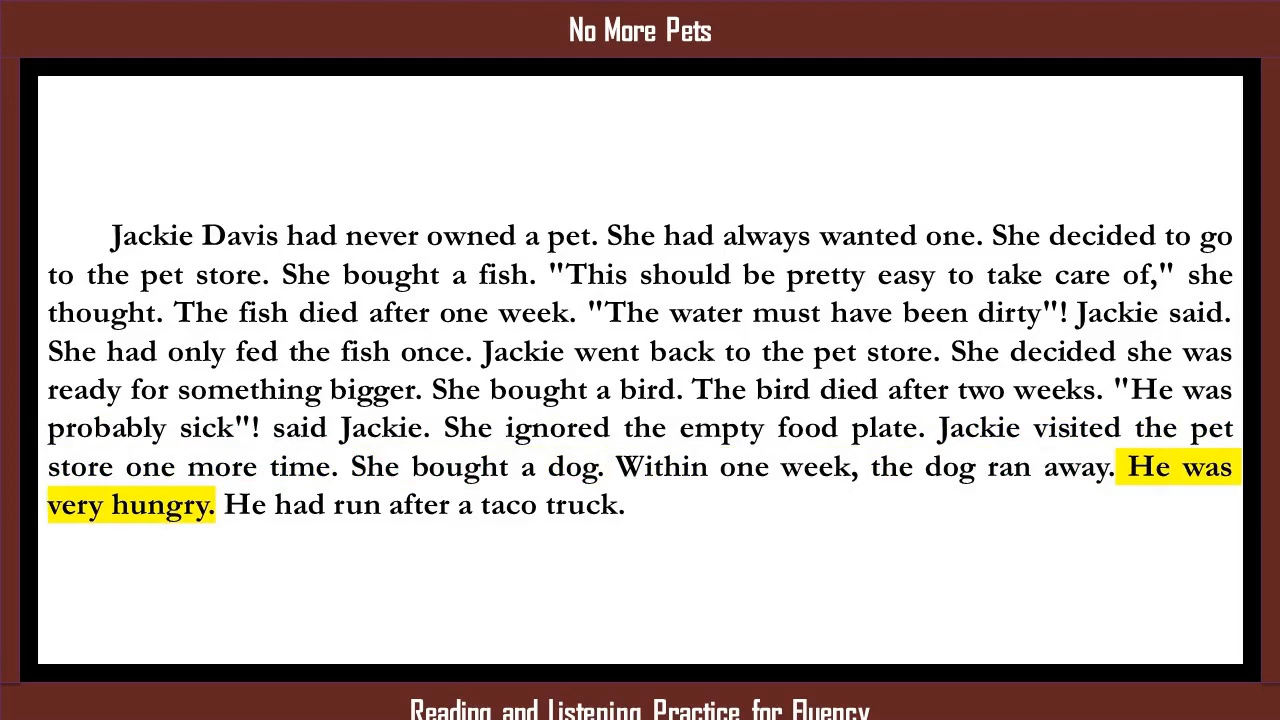 No More Pets
Jackie Davis had never owned a pet. She had always wanted one. She decided to go
to the pet store. She bought a fish. "This should be pretty easy to take care of," she
thought. The fish died after one week. "The water must have been dirty"! Jackie said.
She had only fed the fish once. Jackie went back to the pet store. She decided she was
ready for something bigger. She bought a bird. The bird died after two weeks. "He was
probably sick"! said Jackie. She ignored the empty food plate. Jackie visited the pet
store one more time. She bought a dog. Within one week, the dog ran away. He was
very hungry. He had run after a taco truck.
Reading and Listening Practice for Fluency